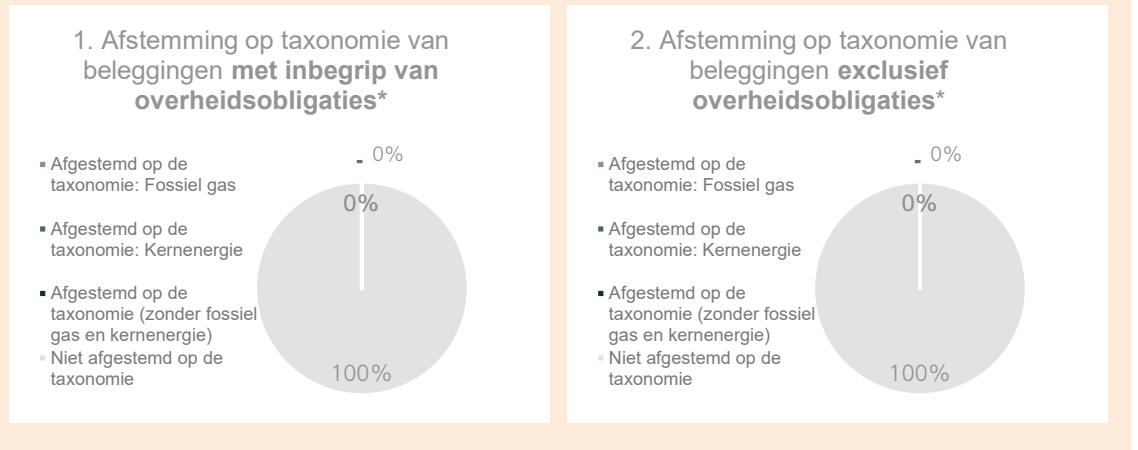 1. Afstemming op taxonomie van
beleggingen met inbegrip van
overheidsobligaties*
Afgestemd op de
taxonomie: Fossiel gas
Afgestemd op de
taxonomie: Kernenergie
Afgestemd op de
taxonomie (zonder fossiel
gas en kernenergie)
Niet afgestemd op de
taxonomie
- 0%
0%
100%
2. Afstemming op taxonomie van
beleggingen exclusief
overheidsobligaties*
Afgestemd op de
taxonomie: Fossiel gas
Afgestemd op de
taxonomie: Kernenergie
Afgestemd op de
taxonomie (zonder fossiel
gas en kernenergie)
Niet afgestemd op de
taxonomie
- 0%
0%
100%